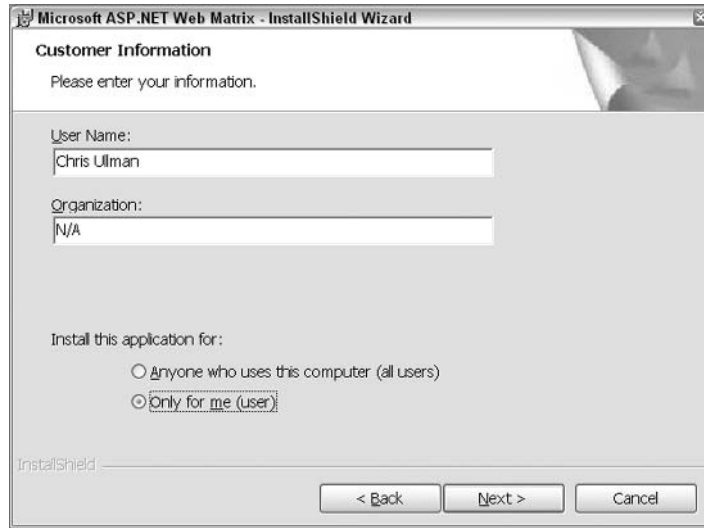 Microsoft ASP.NET Web Matrix - InstallShield Wizard
Customer Information
Please enter your information.
User Name:
Chris Ullman
Organization:
N/A
Install this application for:
Anyone who uses this computer (all users)
Only for me (user)
InstallShield
< Back Next > Cancel